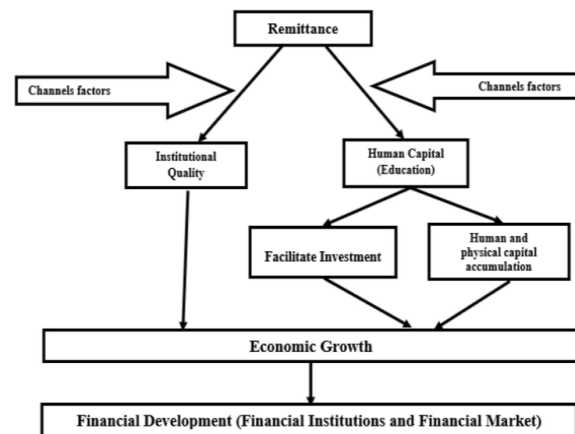 Remittance
Channels factors
Channels factors
Institutional
Quality
Human Capital
(Education)
Facilitate Investment
Human and
physical capital
accumulation
Economic Growth
Financial Development (Financial Institutions and Financial Market)